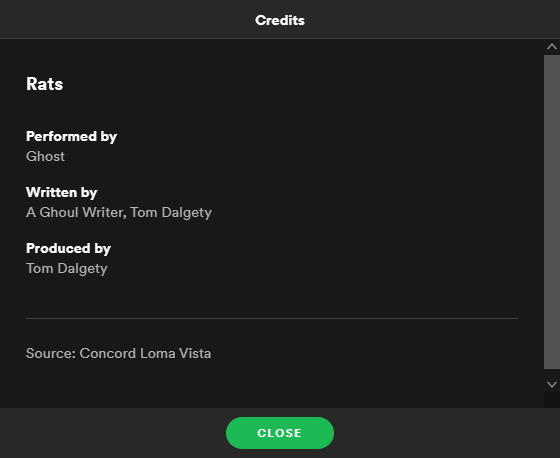 Credits
Rats
Performed by
Ghost
Written by
A Ghoul Writer, Tom Dalgety
Produced by
Tom Dalgety
Source: Concord Loma Vista
CLOSE